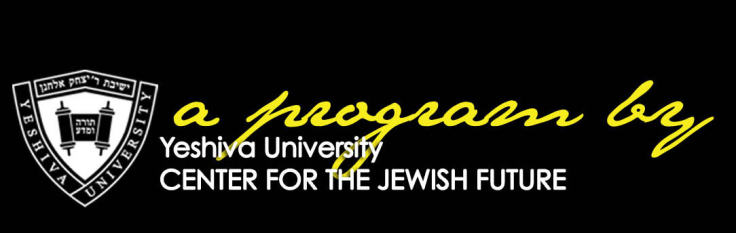 ישיבת ר' יצחק אלחנן
תורה
ומדע
YESHIVA UNIVERSITY
a program by
Yeshiva University
CENTER FOR THE JEWISH FUTURE